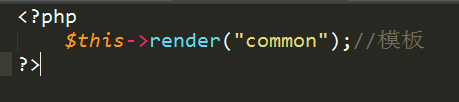 <?php
    $this->render("common");//模板
?>